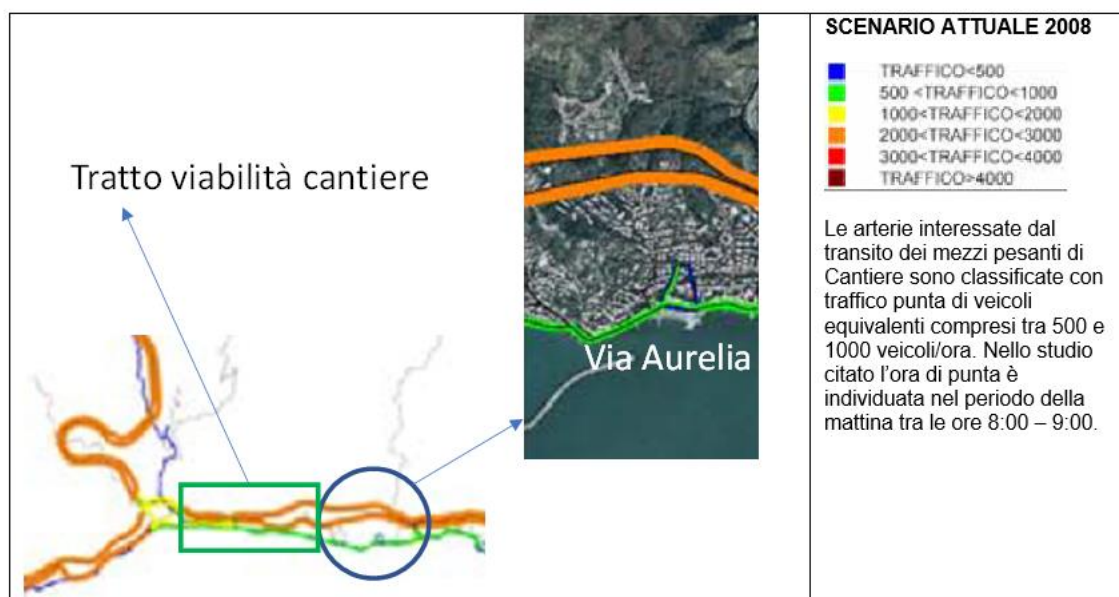 Tratto viabilità cantiere
Via Aurelia
SCENARIO ATTUALE 2008
TRAFFICO<500
500 <TRAFFICO<1000
1000<TRAFFICO<2000
2000<TRAFFICO<3000
3000<TRAFFICO<4000
TRAFFICO>4000
Le arterie interessate dal
transito dei mezzi pesanti di
Cantiere sono classificate con
traffico punta di veicoli
equivalenti compresi tra 500 e
1000 veicoli/ora. Nello studio
citato l'ora di punta è
individuata nel periodo della
mattina tra le ore 8:00 – 9:00.